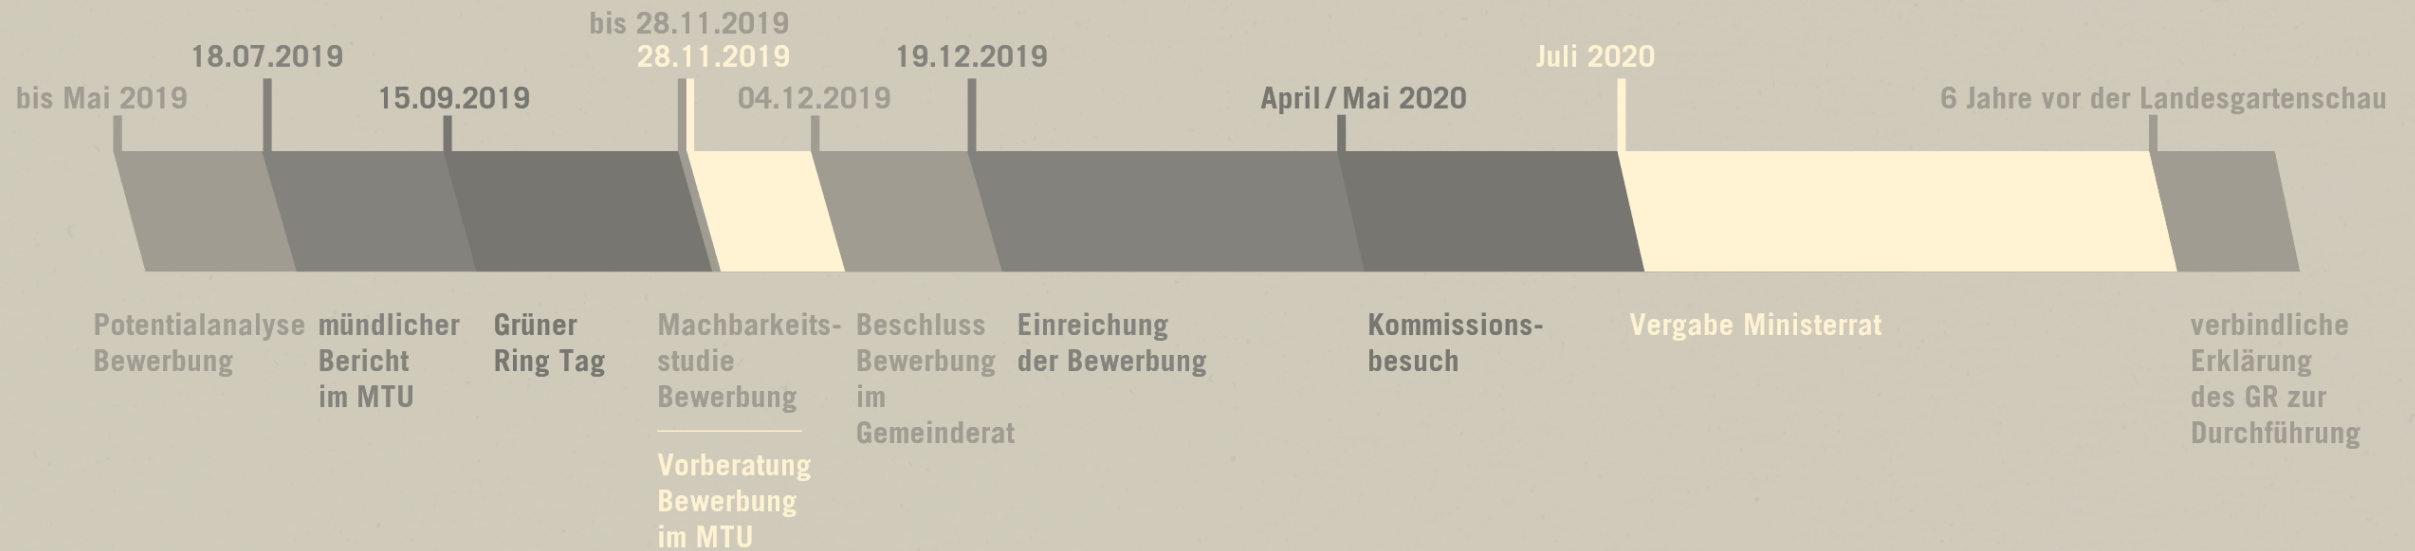 bis 28.11.2019
18.07.2019
28.11.2019
19.12.2019
Juli 2020
bis Mai 2019
15.09.2019
04.12.2019
April / Mai 2020
6 Jahre vor der Landesgartenschau
Potentialanalyse
Bewerbung
mündlicher
Bericht
im MTU
Grüner
Ring Tag
Machbarkeits-
studie
Bewerbung
Vorberatung
Bewerbung
im MTU
Beschluss
Bewerbung
im
Gemeinderat
Einreichung
der Bewerbung
Kommissions-
besuch
Vergabe Ministerrat
verbindliche
Erklärung
des GR zur
Durchführung